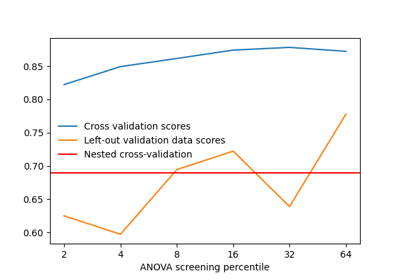 0.85
0.80
0.75
0.70
0.65
0.60
Cross validation scores
Left-out validation data scores
Nested cross-validation
2 4 8 16 32 64
ANOVA screening percentile